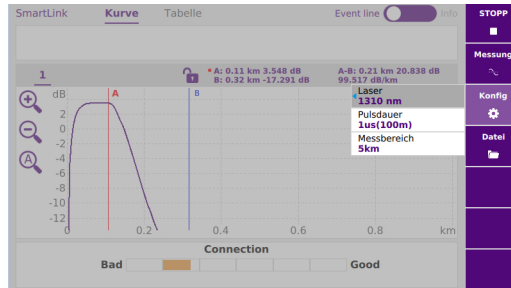 SmartLink Kurve Tabelle Event line Info
STOPP
Messung
Konfig
Datei
1
* A: 0.11 km 3.548 dB A-B: 0.21 km 20.838 dB
B: 0.32 km -17.291 dB 99.517 dB/km
Laser
1310 nm
Pulsdauer
1us(100m)
Messbereich
5km
dB
A
B
2
0
-2
-4
-6
-8
-10
-12
0 0.2 0.4 0.6 0.8 km
A
Connection
Bad Good